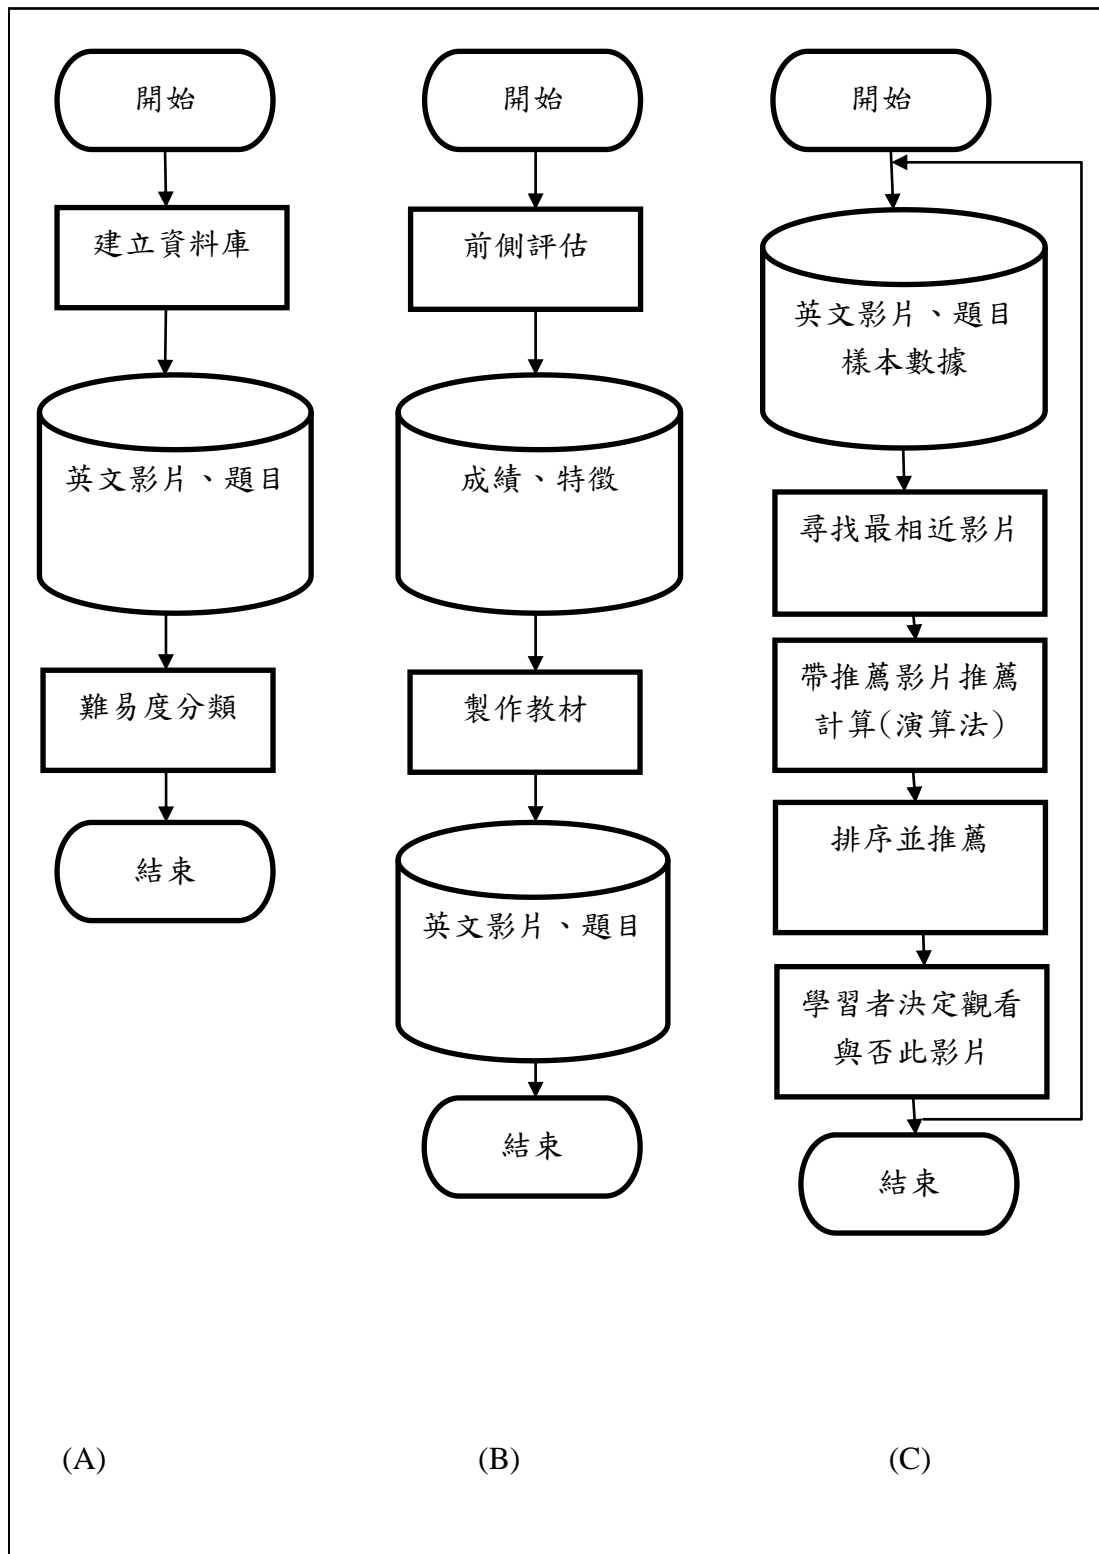 開始
建立資料庫
英文影片、題目
難易度分類
結束
(A)
開始
前側評估
成績、特徵
製作教材
英文影片、題目
結束
(B)
開始
英文影片、題目
樣本數據
尋找最相近影片
帶推薦影片推薦
計算(演算法)
排序並推薦
學習者決定觀看
與否此影片
結束
(C)